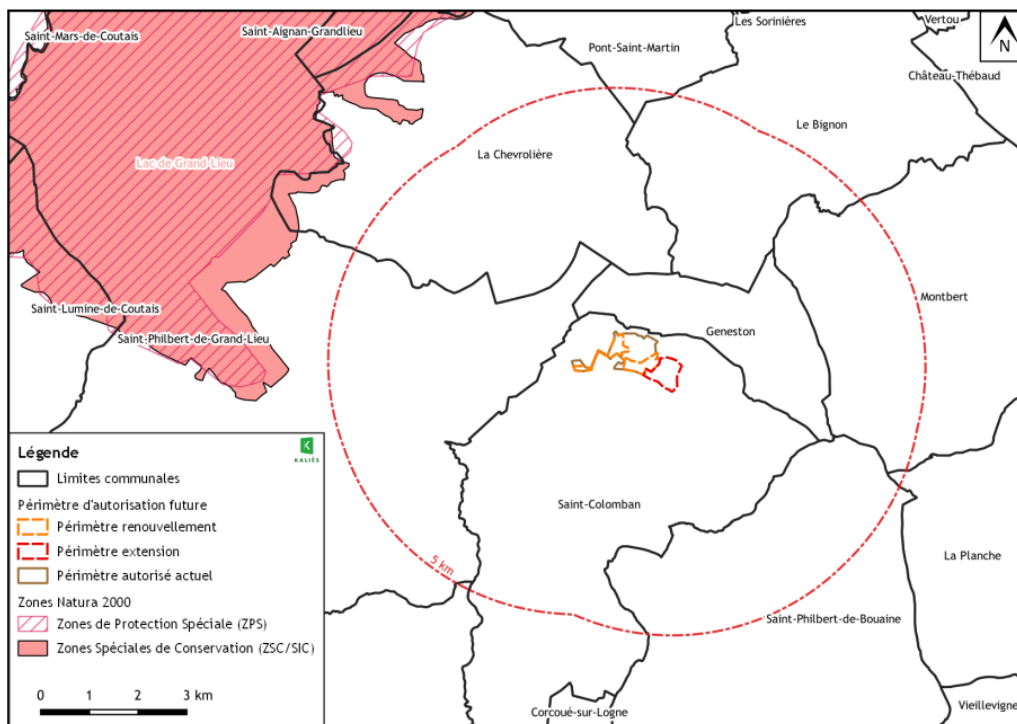 Saint-Mars-de-Coutais
Saint-Aignan-Grandlieu
Les Sorinières
Vertou
N
Pont-Saint-Martin
Château-Thébaud
Le Bignon
La Chevrolière
Lac de Grand-Lieu
Montbert
Saint-Lumine-de-Coutais
Saint-Philbert-de-Grand-Lieu
Geneston
Saint-Colomban
La Planche
5 km
Saint-Philbert-de-Bouaine
Corcoué-sur-Logne
Vieillevigne
Légende
KALIÈS
Limites communales
Périmètre d'autorisation future
Périmètre renouvellement
Périmètre extension
Périmètre autorisé actuel
Zones Natura 2000
Zones de Protection Spéciale (ZPS)
Zones Spéciales de Conservation (ZSC/SIC)
0 1 2 3 km